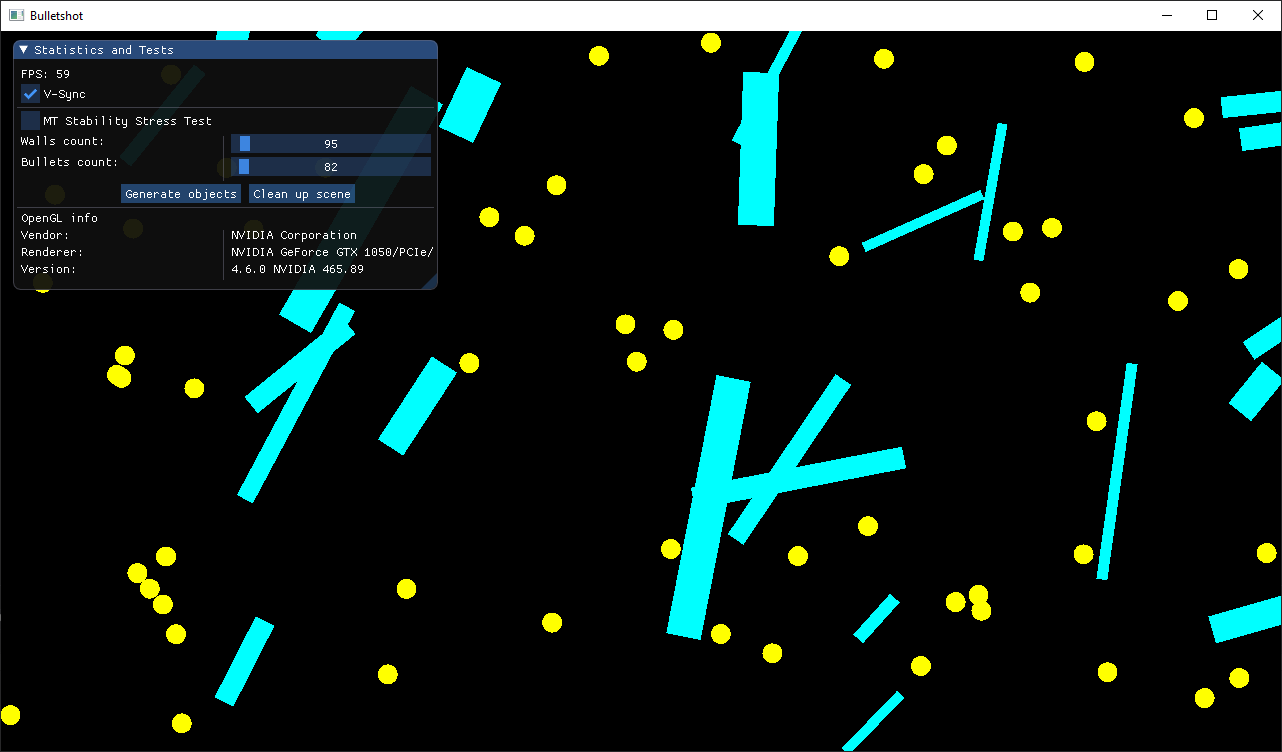 Bulletshot
Statistics and Tests
FPS: 59
V-Sync
MT Stability Stress Test
Walls count: 95
Bullets count: 82
Generate objects Clean up scene
OpenGL info
Vendor: NVIDIA Corporation
Renderer: NVIDIA GeForce GTX 1050/PCIe/
Version: 4.6.0 NVIDIA 465.89